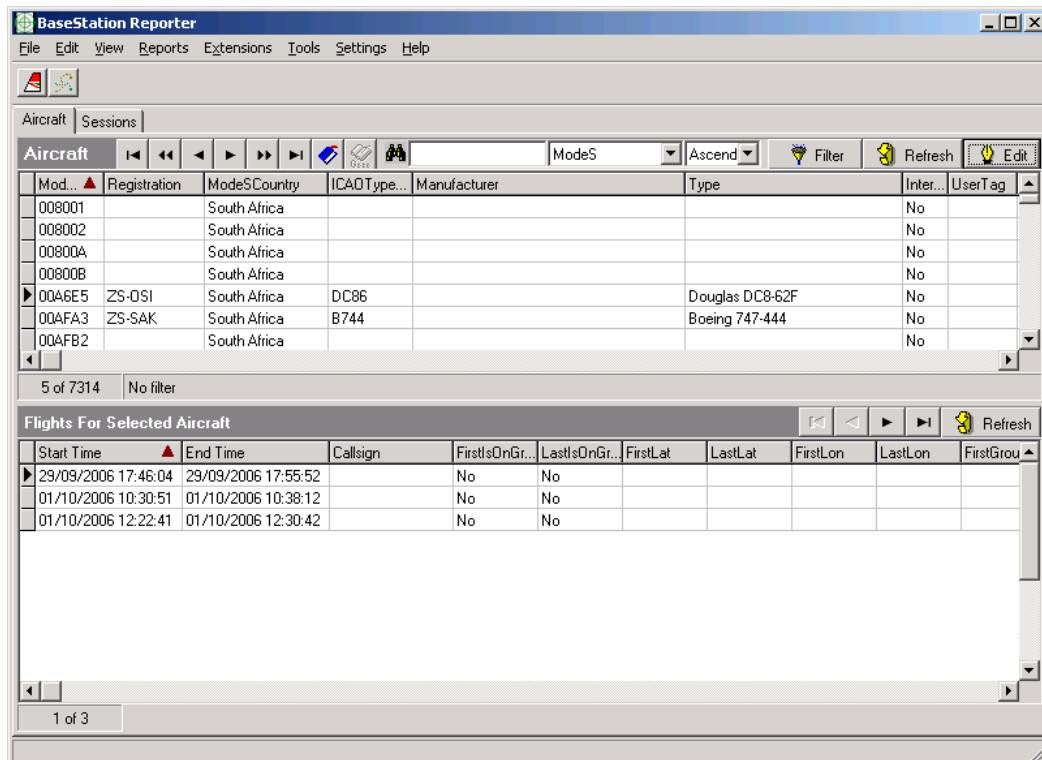 BaseStation Reporter
File Edit View Reports Extensions Tools Settings Help
Aircraft Sessions
Aircraft Goto ModeS Ascend Filter Refresh Edit
Mod... Registration ModeSCountry ICAOType... Manufacturer Type Inter... UserTag
008001 South Africa No
008002 South Africa No
00800A South Africa No
00800B South Africa No
00A6E5 ZS-OSI South Africa DC86 Douglas DC8-62F No
00AFA3 ZS-SAK South Africa B744 Boeing 747-444 No
00AFB2 South Africa No
5 of 7314 No filter
Flights For Selected Aircraft Refresh
Start Time End Time Callsign FirstIsOnGr... LastIsOnGr... FirstLat LastLat FirstLon LastLon FirstGrou
29/09/2006 17:46:04 29/09/2006 17:55:52 No No
01/10/2006 10:30:51 01/10/2006 10:38:12 No No
01/10/2006 12:22:41 01/10/2006 12:30:42 No No
1 of 3